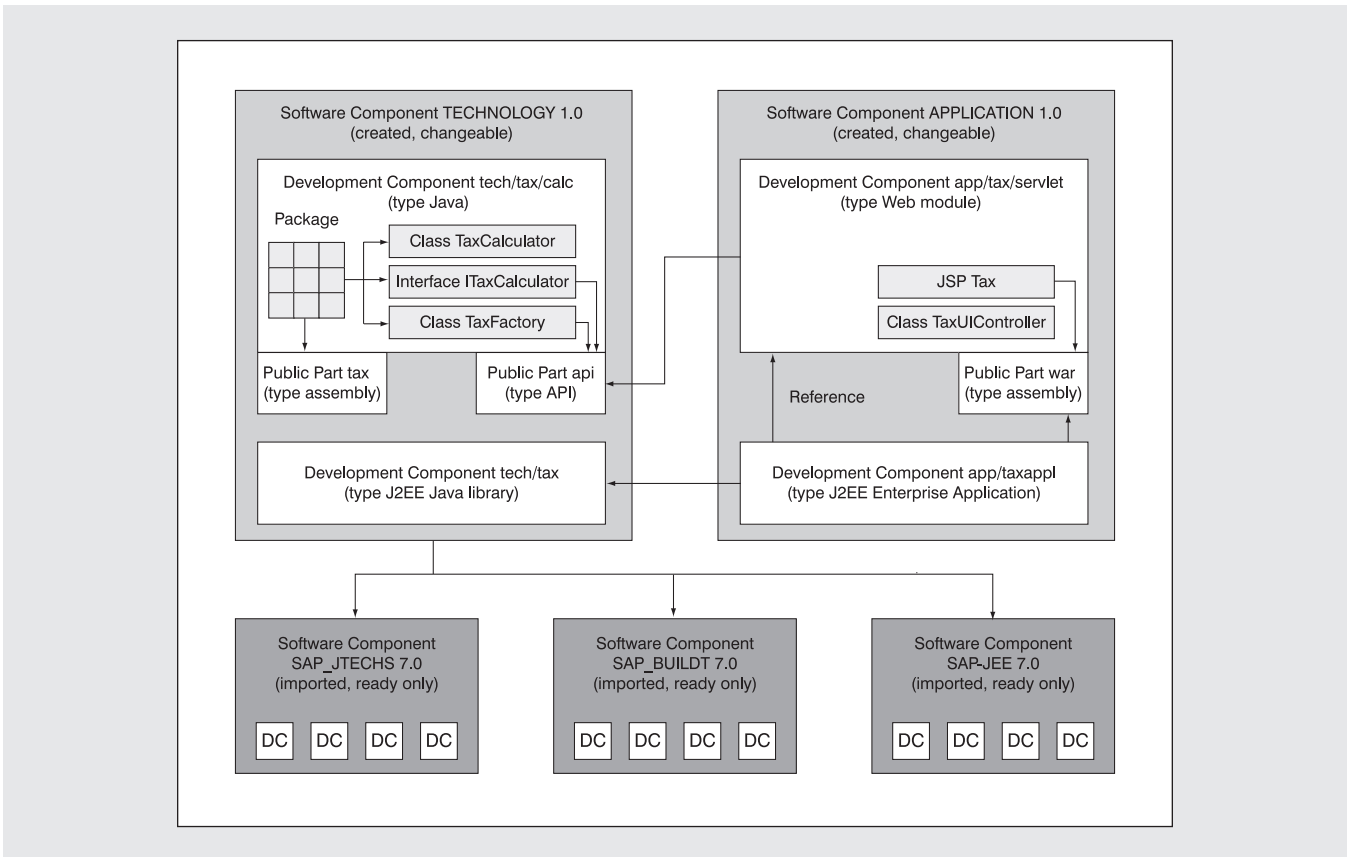 Software Component TECHNOLOGY 1.0
(created, changeable)
Development Component tech/tax/calc
(type Java)
Package
Class TaxCalculator
Interface ITaxCalculator
Class TaxFactory
Public Part tax
(type assembly)
Public Part api
(type API)
Development Component tech/tax
(type J2EE Java library)
Software Component APPLICATION 1.0
(created, changeable)
Development Component app/tax/servlet
(type Web module)
JSP Tax
Class TaxUIController
Public Part war
(type assembly)
Reference
Development Component app/taxappl
(type J2EE Enterprise Application)
Software Component
SAP_JTECHS 7.0
(imported, ready only)
DC DC DC DC
Software Component
SAP_BUILDT 7.0
(imported, ready only)
DC DC DC DC
Software Component
SAP-JEE 7.0
(imported, ready only)
DC DC DC DC